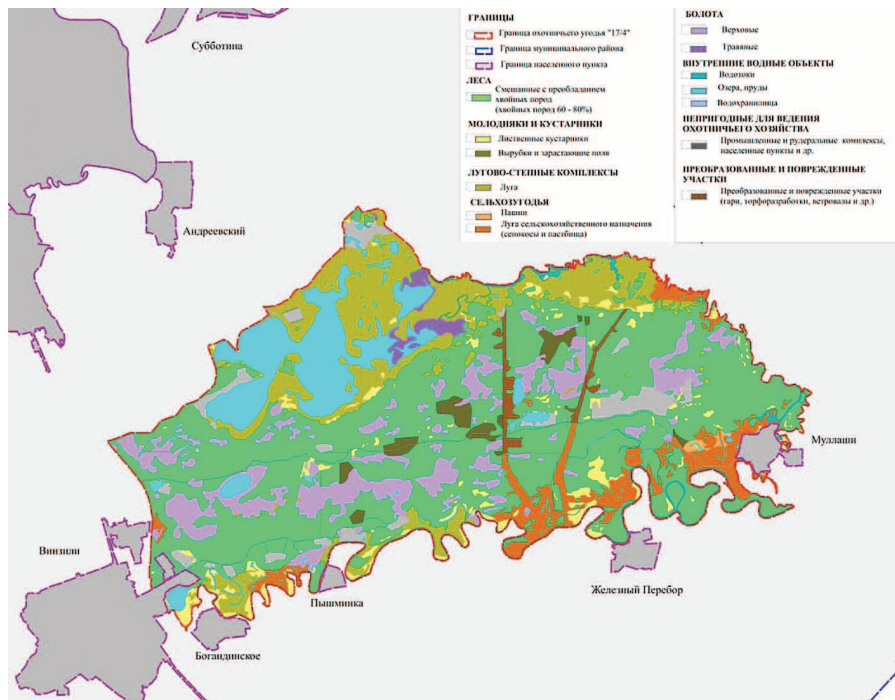 Субботина
Андреевский
Винзили
Богандинское
Пышминка
Железный Перебор
Муллаши
ГРАНИЦЫ
Граница охотничьего угодья "17/4"
Граница муниципального района
Граница населенного пункта
ЛЕСА
Смешанные с преобладанием
хвойных пород
(хвойных пород 60 - 80%)
МОЛОДНЯКИ И КУСТАРНИКИ
Лиственные кустарники
Вырубки и зарастающие поля
ЛУГОВО-СТЕПНЫЕ КОМПЛЕКСЫ
Луга
СЕЛЬХОЗУГОДЬЯ
Пашни
Луга сельскохозяйственного назначения
(сенокосы и пастбища)
БОЛОТА
Верховые
Травяные
ВНУТРЕННИЕ ВОДНЫЕ ОБЪЕКТЫ
Водотоки
Озера, пруды
Водохранилища
НЕПРИГОДНЫЕ ДЛЯ ВЕДЕНИЯ
ОХОТНИЧЬЕГО ХОЗЯЙСТВА
Промышленные и рудеральные комплексы,
населенные пункты и др.
ПРЕОБРАЗОВАННЫЕ И ПОВРЕЖДЕННЫЕ
УЧАСТКИ
Преобразованные и поврежденные участки
(гари, торфоразработки, ветровалы и др.)